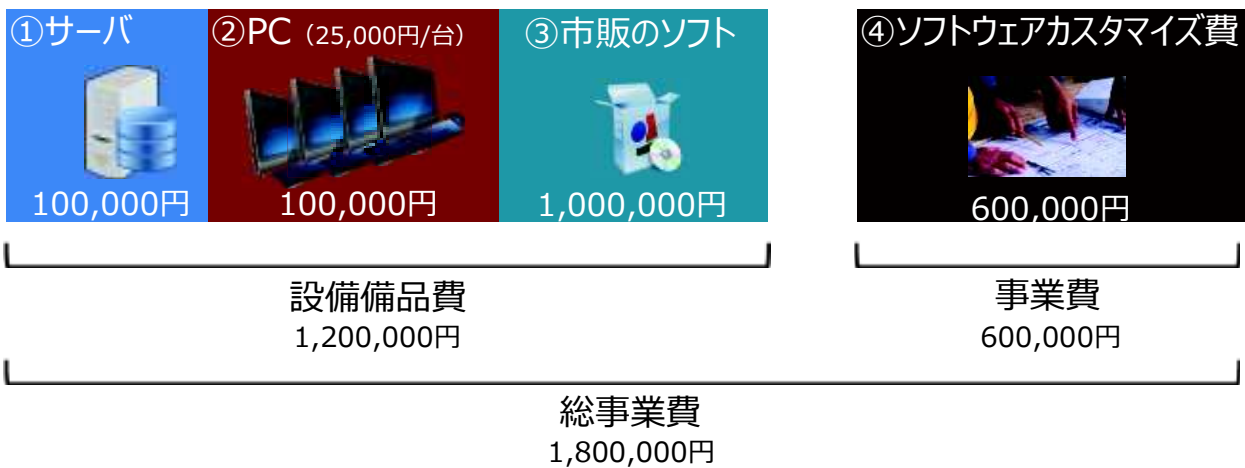 ①サーバ
100,000円
②PC（25,000円/台）
100,000円
③市販のソフト
1,000,000円
④ソフトウェアカスタマイズ費
600,000円
設備備品費
1,200,000円
事業費
600,000円
総事業費
1,800,000円